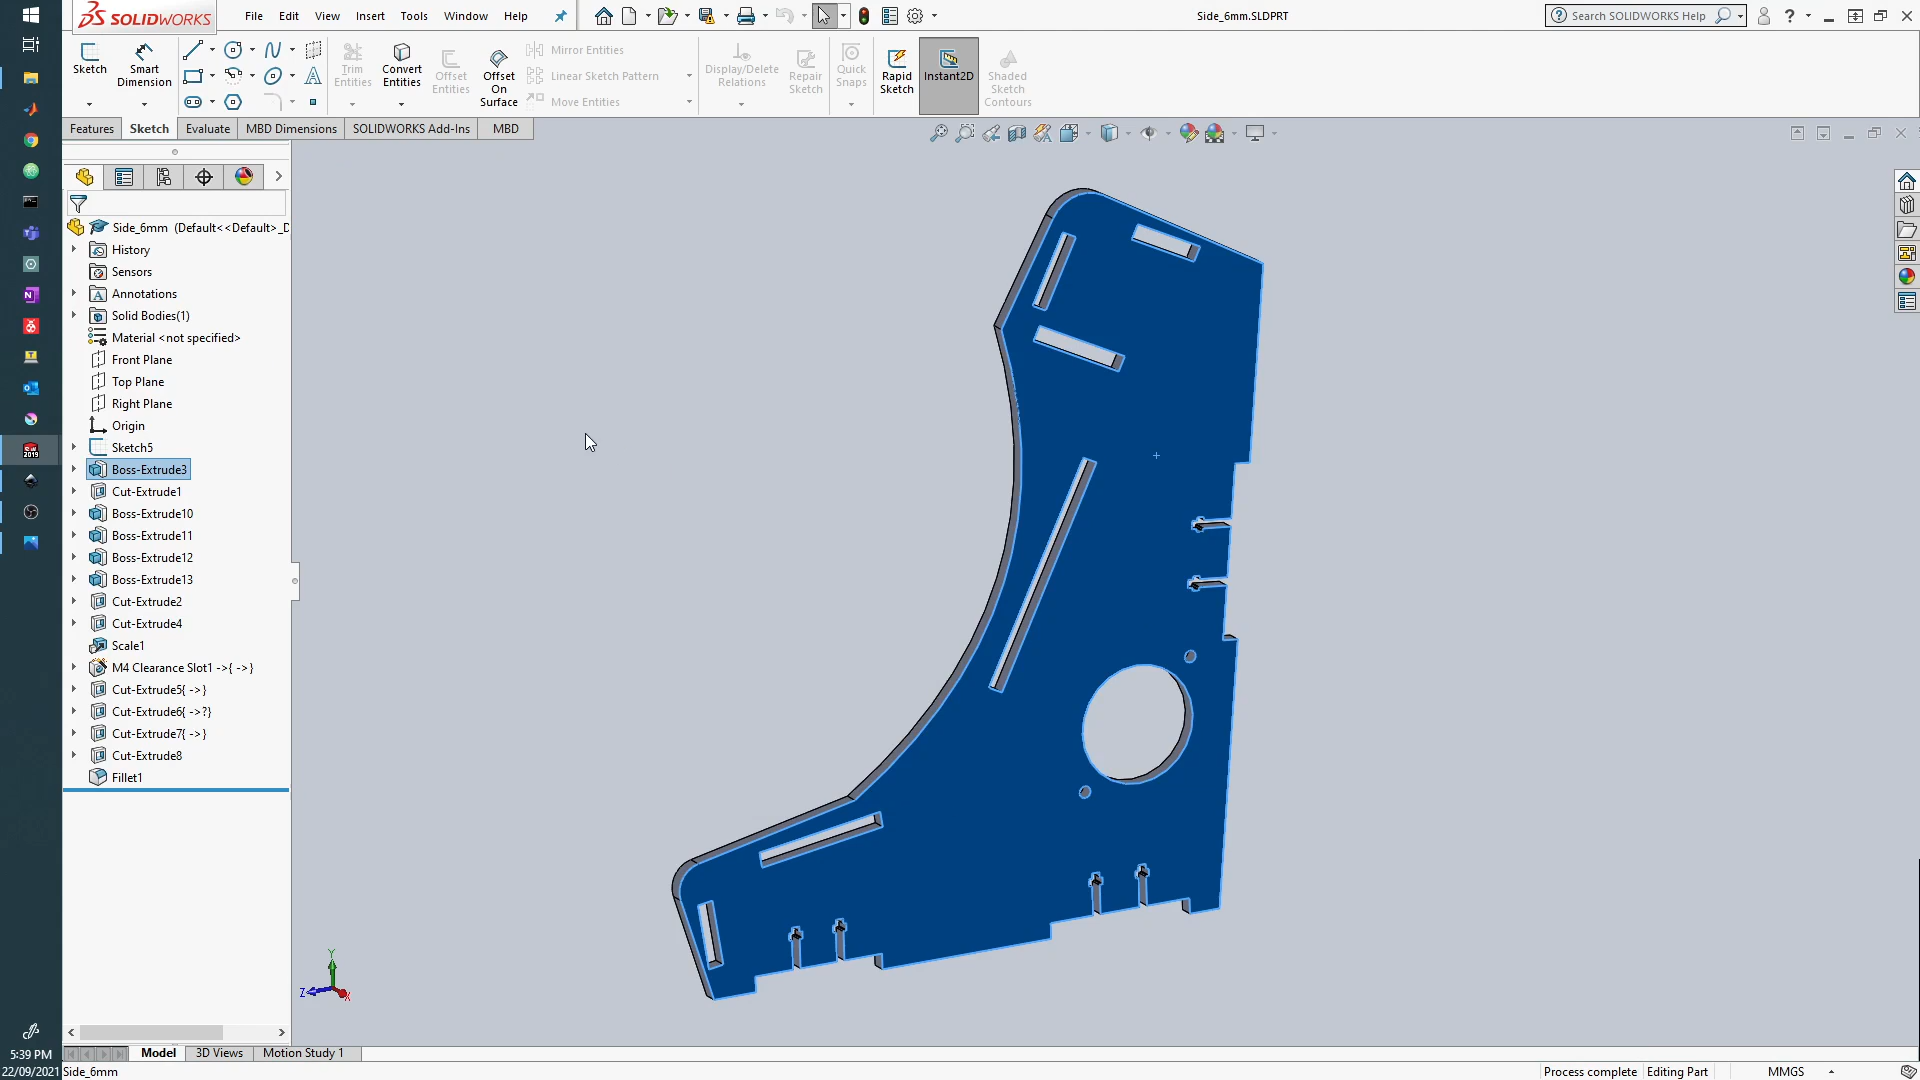 SOLIDWORKS
File Edit View Insert Tools Window Help
Side_6mm.SLDPRT
Search SOLIDWORKS Help
Sketch
Smart Dimension
Trim Entities
Convert Entities
Offset Entities
Offset On Surface
Mirror Entities
Linear Sketch Pattern
Move Entities
Display/Delete Relations
Repair Sketch
Quick Snaps
Rapid Sketch
Instant2D
Shaded Sketch Contours
Features Sketch Evaluate MBD Dimensions SOLIDWORKS Add-Ins MBD
Side_6mm (Default<<Default>_D
History
Sensors
Annotations
Solid Bodies(1)
Material <not specified>
Front Plane
Top Plane
Right Plane
Origin
Sketch5
Boss-Extrude3
Cut-Extrude1
Boss-Extrude10
Boss-Extrude11
Boss-Extrude12
Boss-Extrude13
Cut-Extrude2
Cut-Extrude4
Scale1
M4 Clearance Slot1 ->{ ->}
Cut-Extrude5{ ->}
Cut-Extrude6{ ->?}
Cut-Extrude7{ ->}
Cut-Extrude8
Fillet1
Y
Z
X
Model 3D Views Motion Study 1
5:39 PM
22/09/2021
Side_6mm
Process complete Editing Part MMGS